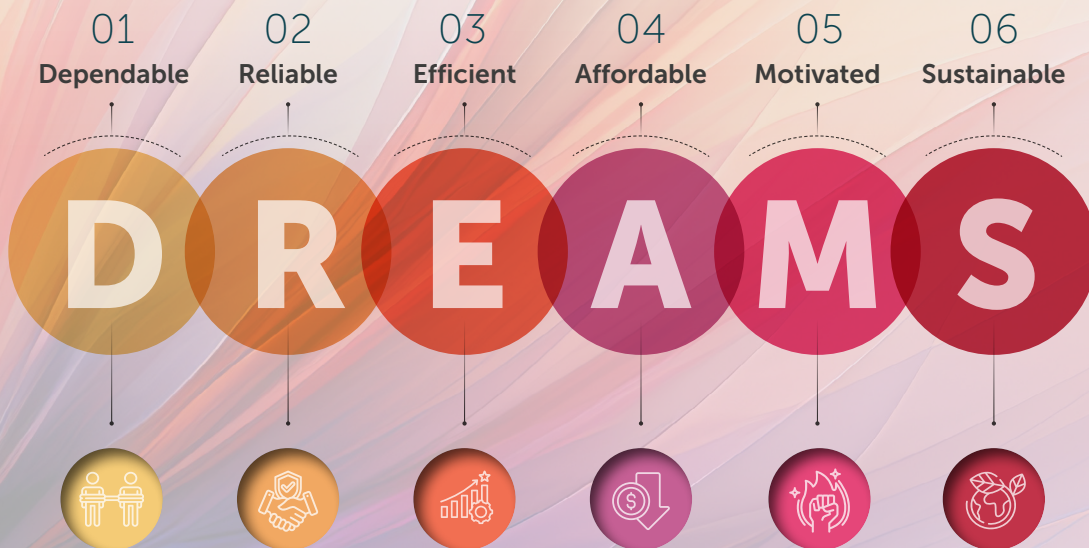 01 02 03 04 05 06
Dependable Reliable Efficient Affordable Motivated Sustainable
D R E A M S
$